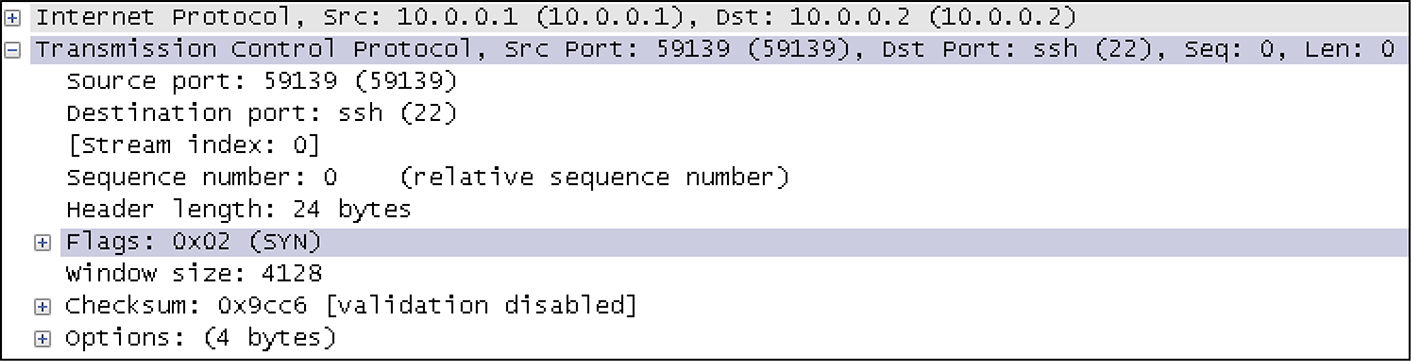 Internet Protocol, Src: 10.0.0.1 (10.0.0.1), Dst: 10.0.0.2 (10.0.0.2)
Transmission Control Protocol, Src Port: 59139 (59139), Dst Port: ssh (22), Seq: 0, Len: 0
Source port: 59139 (59139)
Destination port: ssh (22)
[Stream index: 0]
Sequence number: 0    (relative sequence number)
Header length: 24 bytes
Flags: 0x02 (SYN)
Window size: 4128
Checksum: 0x9cc6 [validation disabled]
Options: (4 bytes)